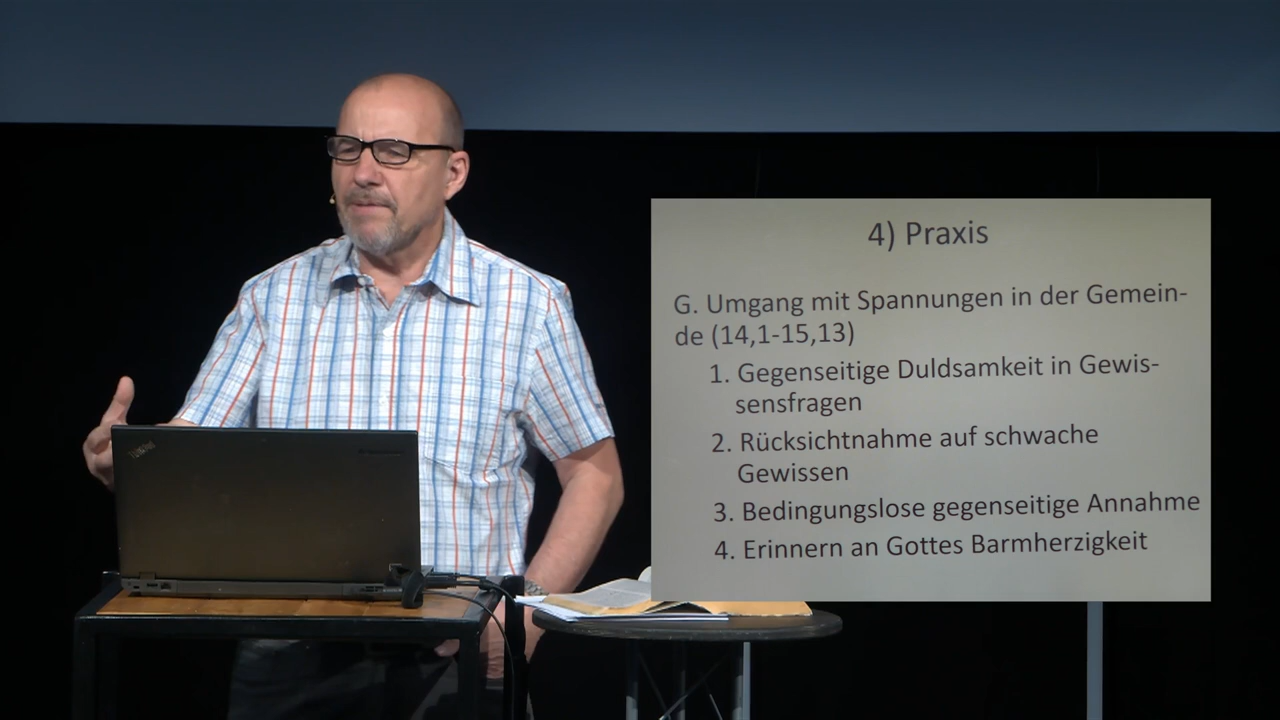 4) Praxis
G. Umgang mit Spannungen in der Gemein-
de (14,1-15,13)
1. Gegenseitige Duldsamkeit in Gewis-
sensfragen
2. Rücksichtnahme auf schwache
Gewissen
3. Bedingungslose gegenseitige Annahme
4. Erinnern an Gottes Barmherzigkeit
ThinkPad